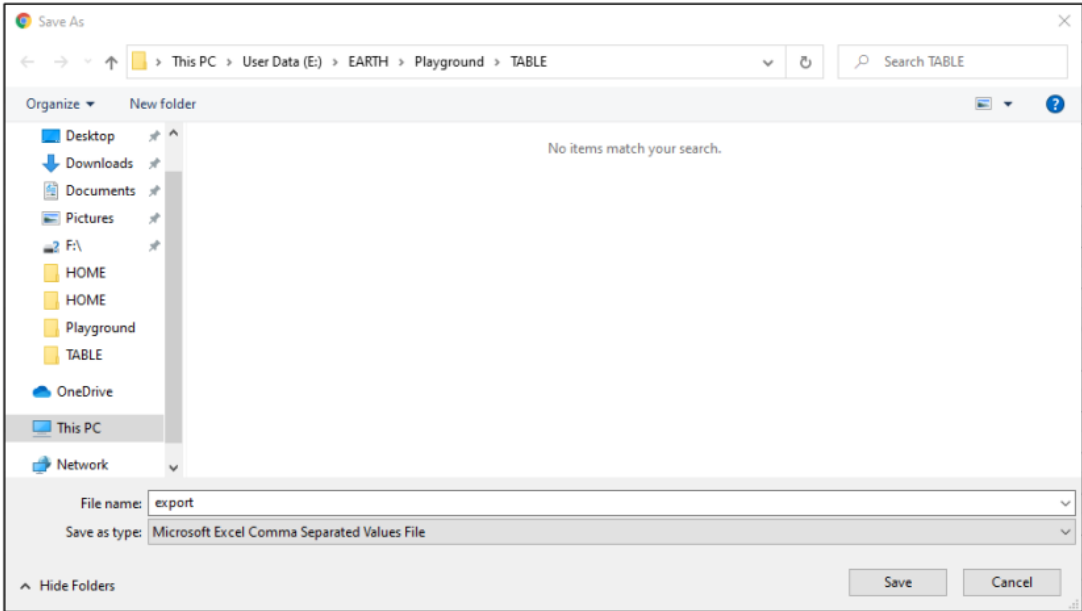 Save As
This PC > User Data (E:) > EARTH > Playground > TABLE
Search TABLE
Organize
New folder
Desktop
No items match your search.
Downloads
Documents
Pictures
F:\
HOME
HOME
Playground
TABLE
OneDrive
This PC
Network
File name: export
Save as type: Microsoft Excel Comma Separated Values File
Hide Folders
Save
Cancel